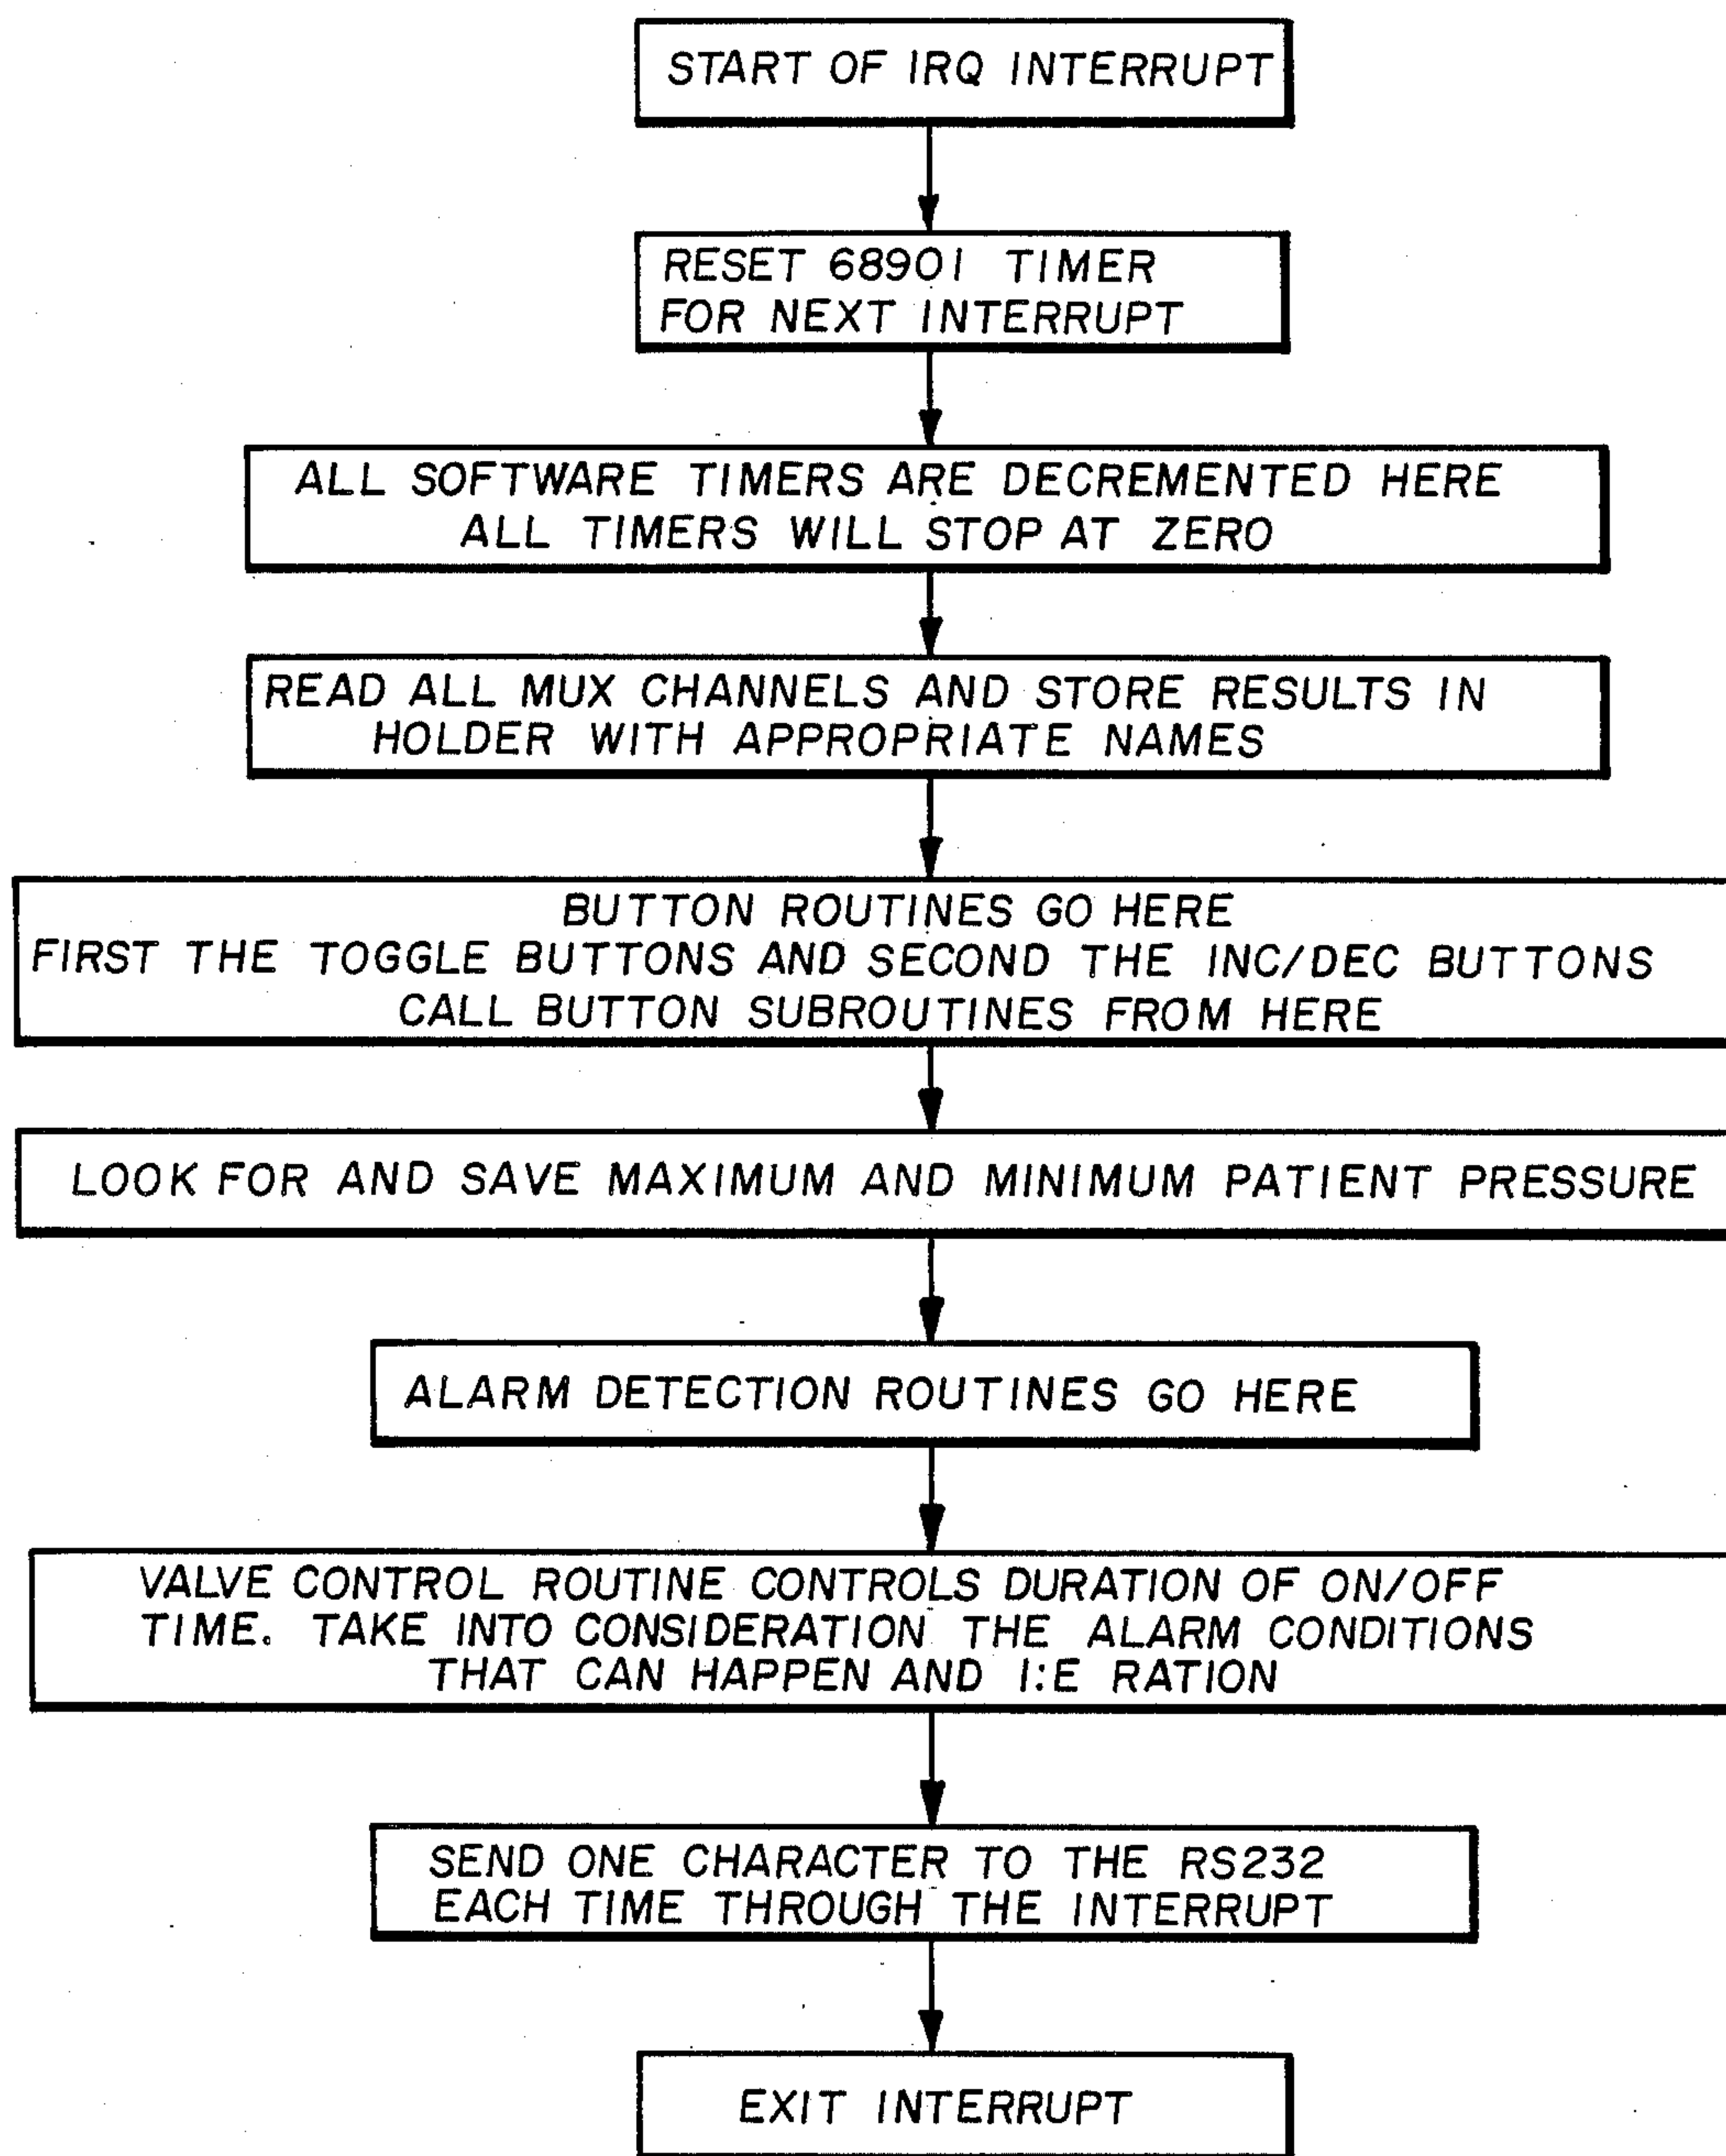 START OF IRQ INTERRUPT
RESET 68901 TIMER
FOR NEXT INTERRUPT
ALL SOFTWARE TIMERS ARE DECREMENTED HERE
ALL TIMERS WILL STOP AT ZERO
READ ALL MUX CHANNELS AND STORE RESULTS IN
HOLDER WITH APPROPRIATE NAMES
BUTTON ROUTINES GO HERE
FIRST THE TOGGLE BUTTONS AND SECOND THE INC/DEC BUTTONS
CALL BUTTON SUBROUTINES FROM HERE
LOOK FOR AND SAVE MAXIMUM AND MINIMUM PATIENT PRESSURE
ALARM DETECTION ROUTINES GO HERE
VALVE CONTROL ROUTINE CONTROLS DURATION OF ON/OFF
TIME. TAKE INTO CONSIDERATION THE ALARM CONDITIONS
THAT CAN HAPPEN AND I:E RATION
SEND ONE CHARACTER TO THE RS232
EACH TIME THROUGH THE INTERRUPT
EXIT INTERRUPT